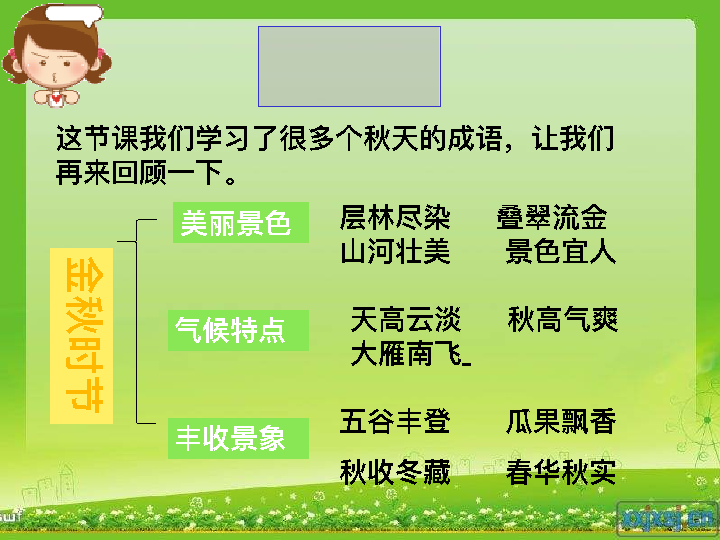 这节课我们学习了很多个秋天的成语，让我们
再来回顾一下。
金秋时节
美丽景色
层林尽染 叠翠流金
山河壮美 景色宜人
气候特点
天高云淡 秋高气爽
大雁南飞_
丰收景象
五谷丰登 瓜果飘香
秋收冬藏 春华秋实